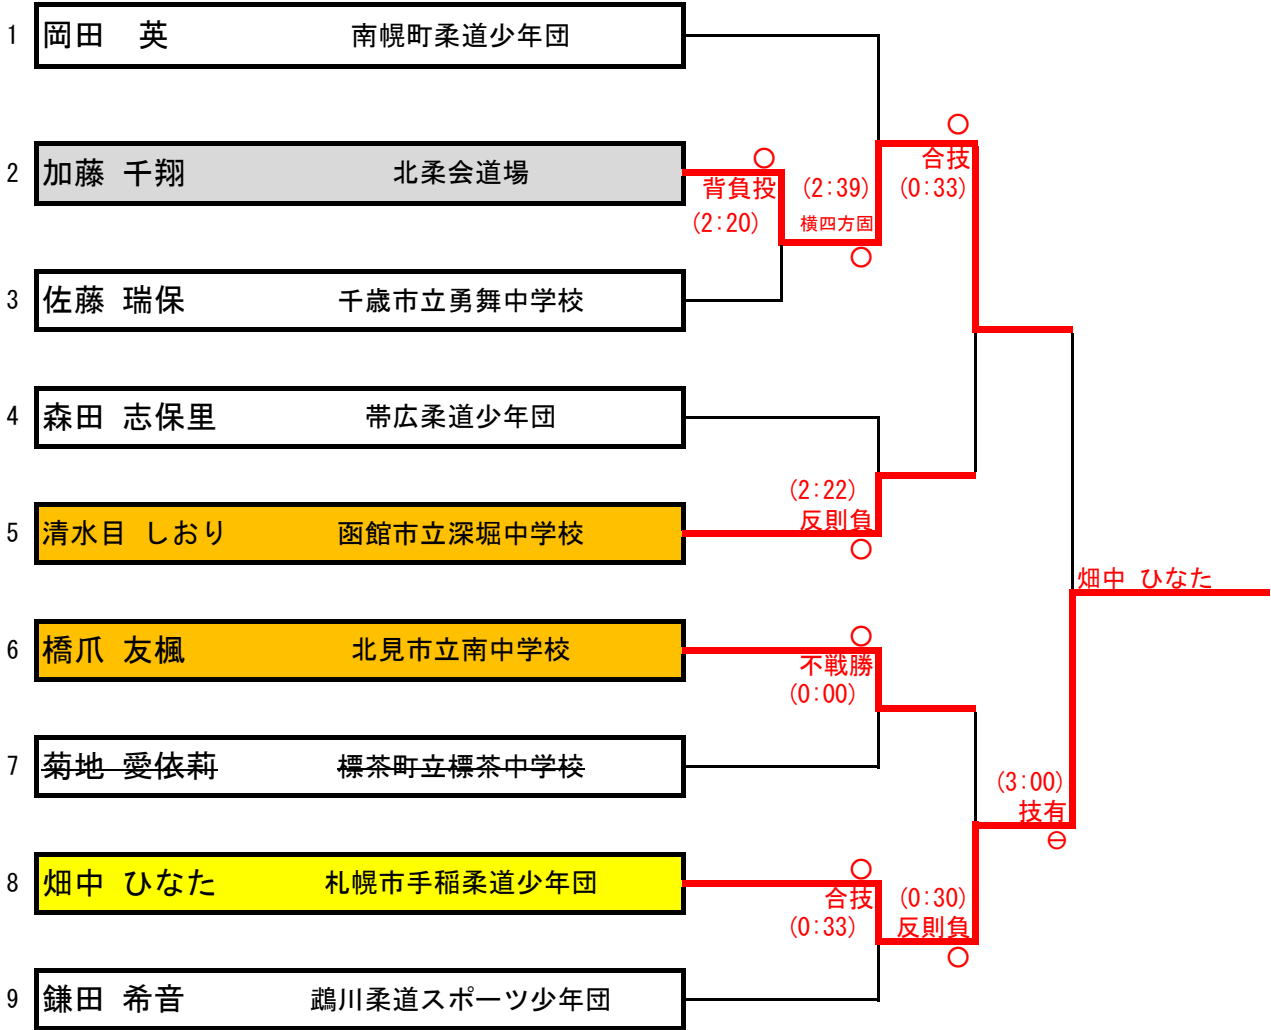 1 岡田 英 南幌町柔道少年団
○
合技
(0:33)
2 加藤 千翔 北柔会道場
○
背負投
(2:20)
(2:39)
横四方固
○
3 佐藤 瑞保 千歳市立勇舞中学校
4 森田 志保里 帯広柔道少年団
(2:22)
反則負
○
5 清水目 しおり 函館市立深堀中学校
畑中 ひなた
6 橋爪 友楓 北見市立南中学校
○
不戦勝
(0:00)
7 菊地 愛依莉 標茶町立標茶中学校
(3:00)
技有
⊖
8 畑中 ひなた 札幌市手稲柔道少年団
○
合技
(0:33)
(0:30)
反則負
○
9 鎌田 希音 鵡川柔道スポーツ少年団